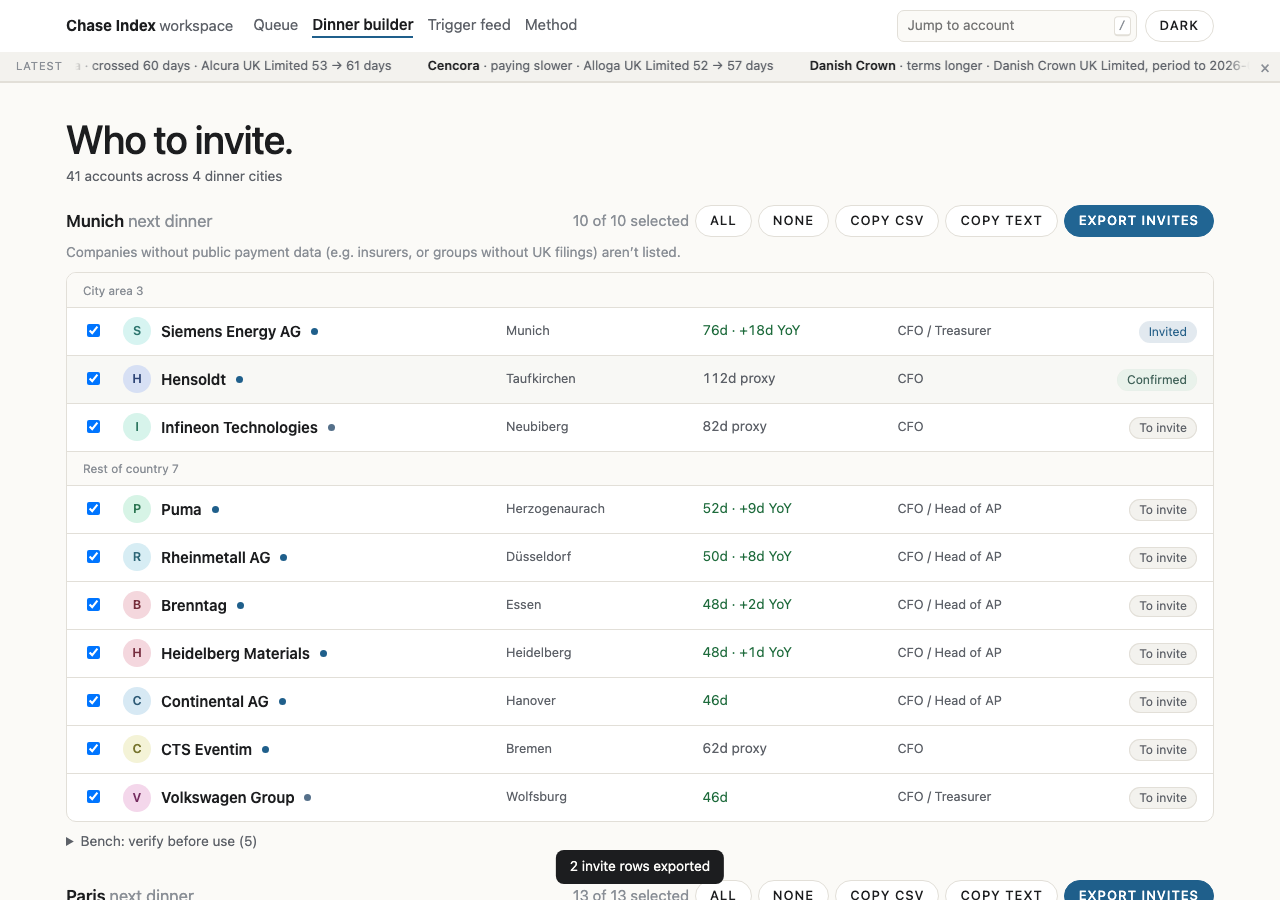 Chase Index workspace Queue Dinner builder Trigger feed Method Jump to account / DARK
LATEST · crossed 60 days · Alcura UK Limited 53 → 61 days Cencora · paying slower · Alloga UK Limited 52 → 57 days Danish Crown · terms longer · Danish Crown UK Limited, period to 2026- ×
Who to invite.
41 accounts across 4 dinner cities
Munich next dinner 10 of 10 selected ALL NONE COPY CSV COPY TEXT EXPORT INVITES
Companies without public payment data (e.g. insurers, or groups without UK filings) aren’t listed.
City area 3
S Siemens Energy AG Munich 76d · +18d YoY CFO / Treasurer Invited
H Hensoldt Taufkirchen 112d proxy CFO Confirmed
I Infineon Technologies Neubiberg 82d proxy CFO To invite
Rest of country 7
P Puma Herzogenaurach 52d · +9d YoY CFO / Head of AP To invite
R Rheinmetall AG Düsseldorf 50d · +8d YoY CFO / Head of AP To invite
B Brenntag Essen 48d · +2d YoY CFO / Head of AP To invite
H Heidelberg Materials Heidelberg 48d · +1d YoY CFO / Head of AP To invite
C Continental AG Hanover 46d CFO / Head of AP To invite
C CTS Eventim Bremen 62d proxy CFO To invite
V Volkswagen Group Wolfsburg 46d CFO / Treasurer To invite
Bench: verify before use (5)
2 invite rows exported
Paris next dinner 13 of 13 selected ALL NONE COPY CSV COPY TEXT EXPORT INVITES